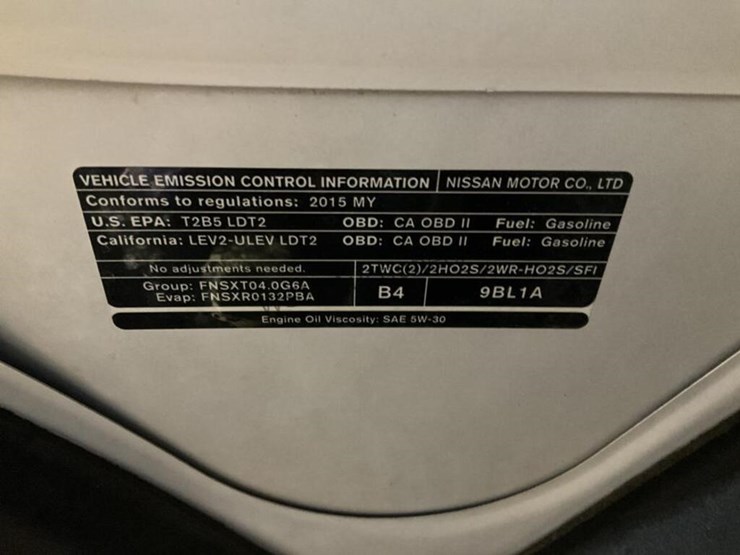 VEHICLE EMISSION CONTROL INFORMATION NISSAN MOTOR CO., LTD
Conforms to regulations: 2015 MY
U.S. EPA: T2B5 LDT2 OBD: CA OBD II Fuel: Gasoline
California: LEV2-ULEV LDT2 OBD: CA OBD II Fuel: Gasoline
No adjustments needed. 2TWC(2)/2HO2S/2WR-HO2S/SFI
Group: FNSXT04.0G6A
Evap: FNSXR0132PBA
B4 9BL1A
Engine Oil Viscosity: SAE 5W-30